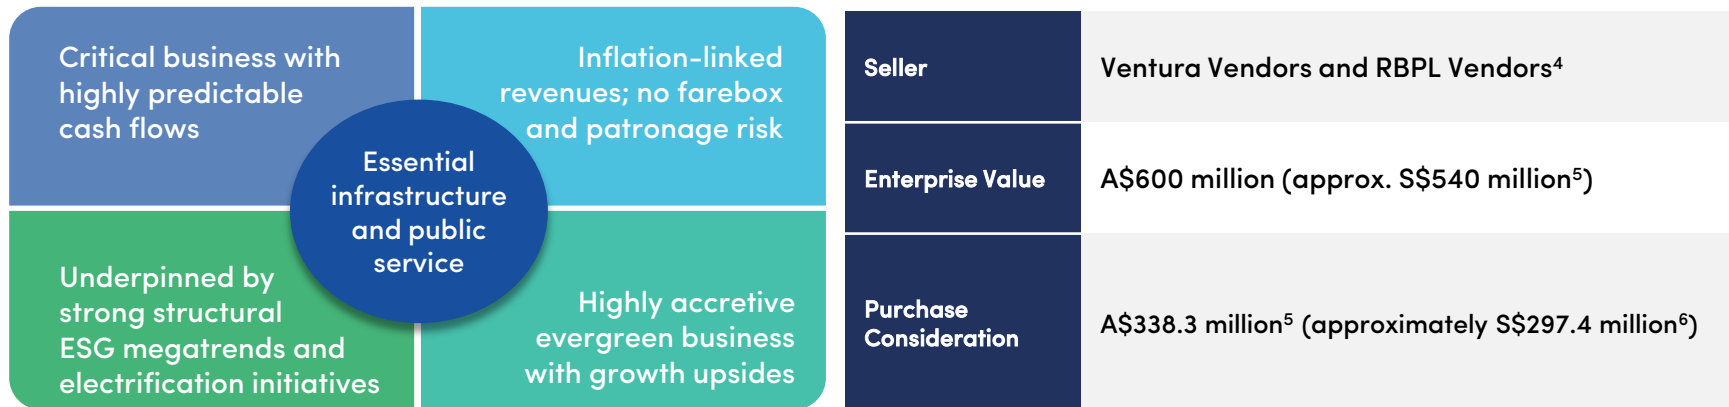 Critical business with
highly predictable
cash flows
Inflation-linked
revenues; no farebox
and patronage risk
Essential
infrastructure
and public
service
Underpinned by
strong structural
ESG megatrends and
electrification initiatives
Highly accretive
evergreen business
with growth upsides
Seller
Ventura Vendors and RBPL Vendors⁴
Enterprise Value
A$600 million (approx. S$540 million⁵)
Purchase
Consideration
A$338.3 million⁵ (approximately S$297.4 million⁶)